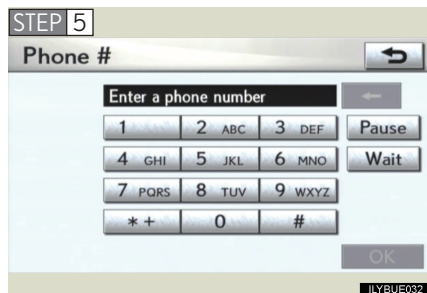 STEP 5
Phone #
Enter a phone number
1 2 ABC 3 DEF Pause
4 GHI 5 JKL 6 MNO Wait
7 PQRS 8 TUV 9 WXYZ
* + 0 #
OK
ILYBUE032